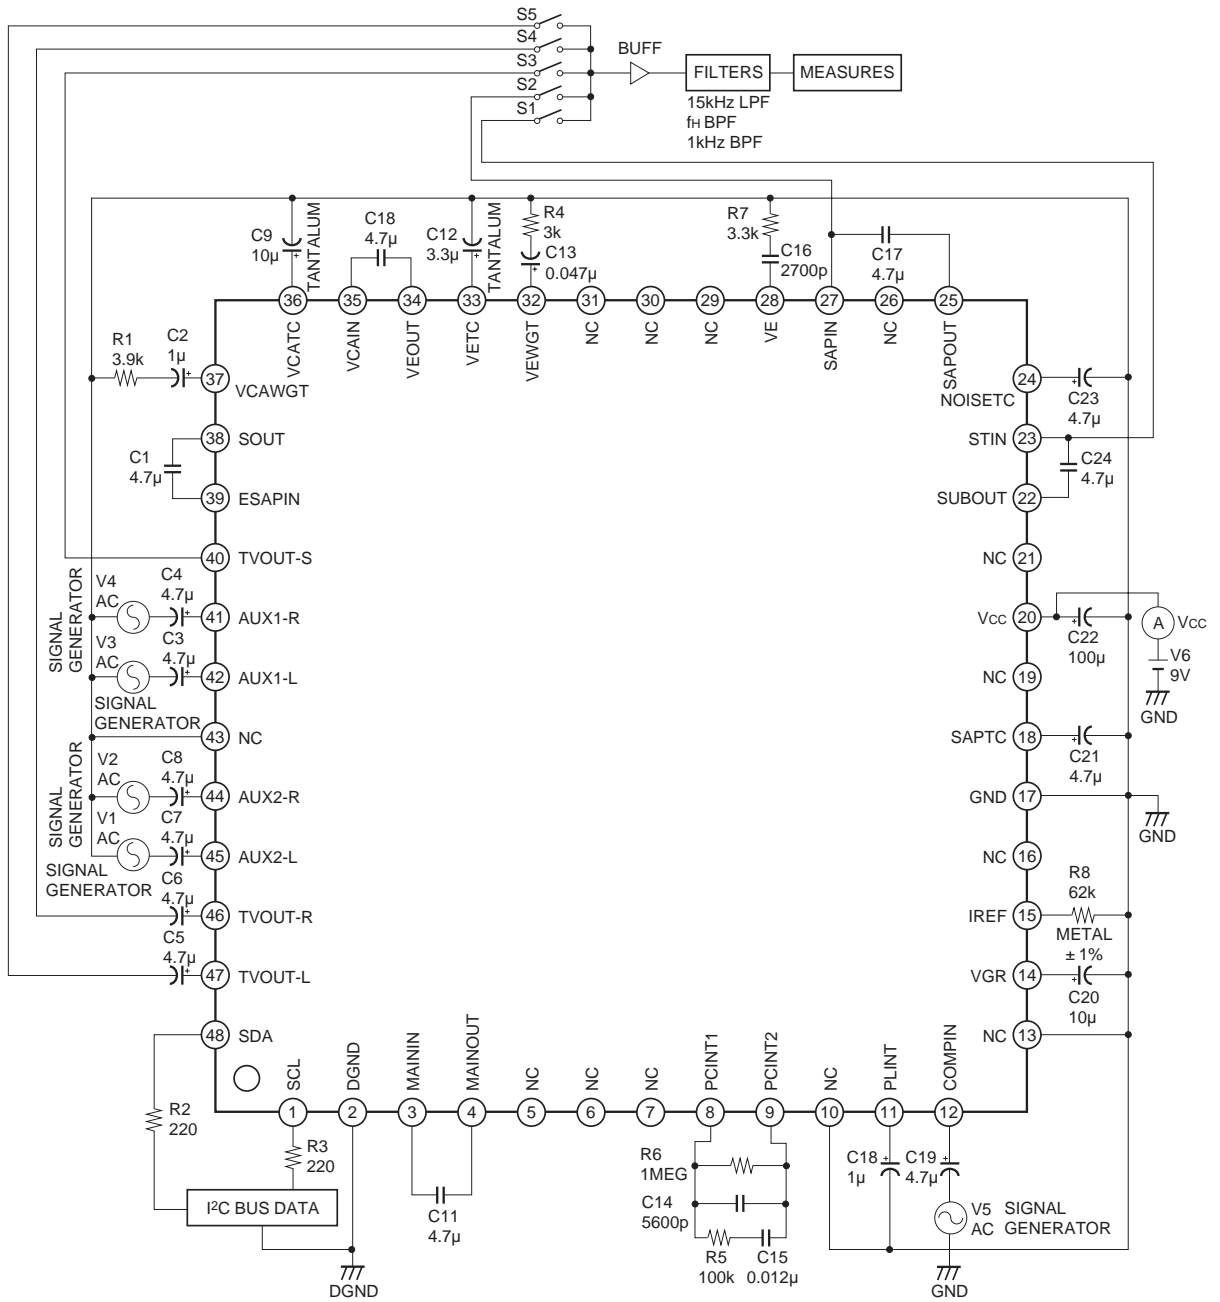 S5
S4
S3
S2
S1
BUFF
FILTERS
MEASURES
15kHz LPF
fH BPF
1kHz BPF
C9
10µ
TANTALUM
C18
4.7µ
C12
3.3µ
TANTALUM
R4
3k
C13
0.047µ
R7
3.3k
C16
2700p
C17
4.7µ
36
35
34
33
32
31
30
29
28
27
26
25
VCATC
VCAIN
VEOUT
VETC
VEWGT
NC
NC
NC
VE
SAPIN
NC
SAPOUT
R1
3.9k
C2
1µ
37
VCAWGT
38
SOUT
C1
4.7µ
39
ESAPIN
40
TVOUT-S
SIGNAL
GENERATOR
V4
AC
C4
4.7µ
41
AUX1-R
V3
AC
C3
4.7µ
42
AUX1-L
SIGNAL
GENERATOR
43
NC
SIGNAL
GENERATOR
V2
AC
C8
4.7µ
44
AUX2-R
V1
AC
C7
4.7µ
45
AUX2-L
SIGNAL
GENERATOR
C6
4.7µ
46
TVOUT-R
C5
4.7µ
47
TVOUT-L
48
SDA
24
NOISETC
C23
4.7µ
STIN
23
C24
4.7µ
SUBOUT
22
NC
21
VCC
20
C22
100µ
A
VCC
V6
9V
GND
NC
19
SAPTC
18
C21
4.7µ
GND
17
GND
NC
16
R8
62k
IREF
15
METAL
± 1%
VGR
14
C20
10µ
NC
13
SCL
DGND
MAININ
MAINOUT
NC
NC
NC
PCINT1
PCINT2
NC
PLINT
COMPIN
1
2
3
4
5
6
7
8
9
10
11
12
R2
220
R3
220
I²C BUS DATA
DGND
C11
4.7µ
R6
1MEG
C14
5600p
R5
100k
C15
0.012µ
C18
1µ
C19
4.7µ
V5
AC
SIGNAL
GENERATOR
GND